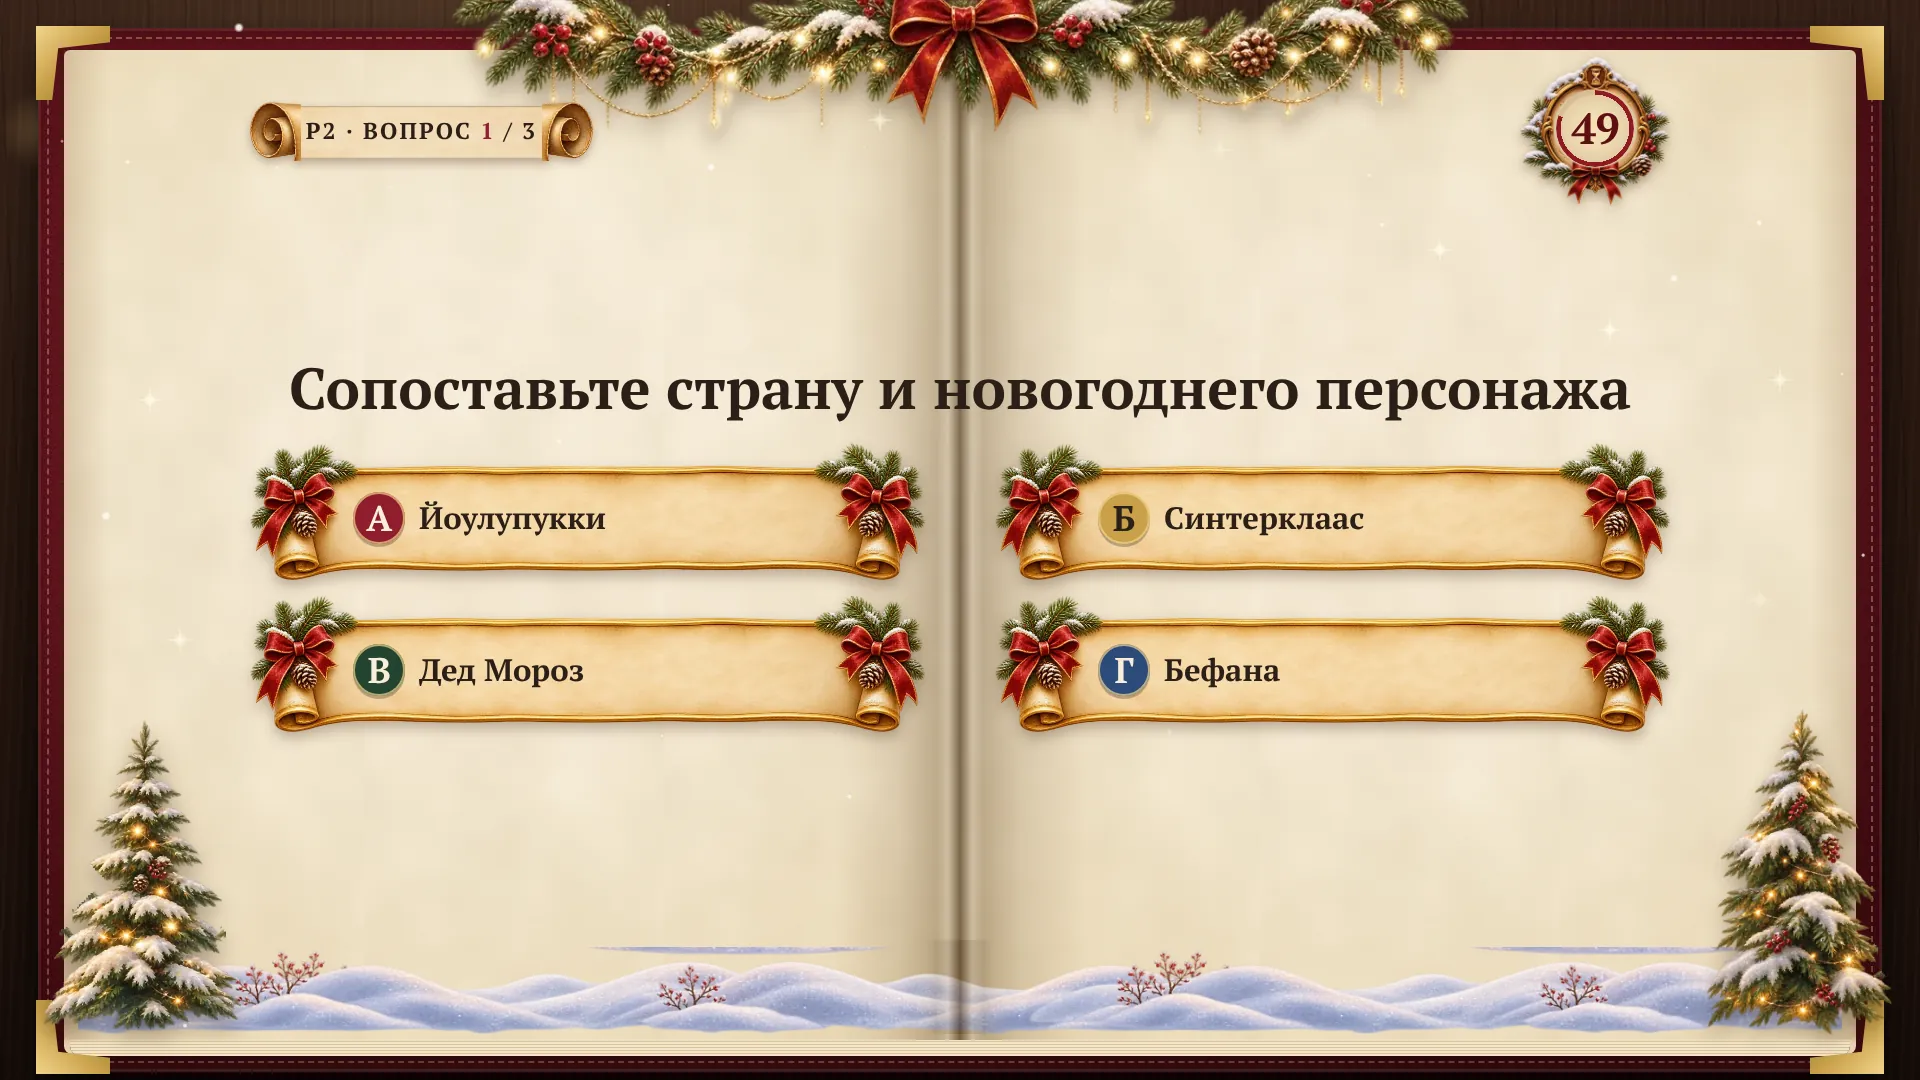 Р2 · ВОПРОС 1 / 3
49
Сопоставьте страну и новогоднего персонажа
А Йоулупукки
Б Синтерклаас
В Дед Мороз
Г Бефана